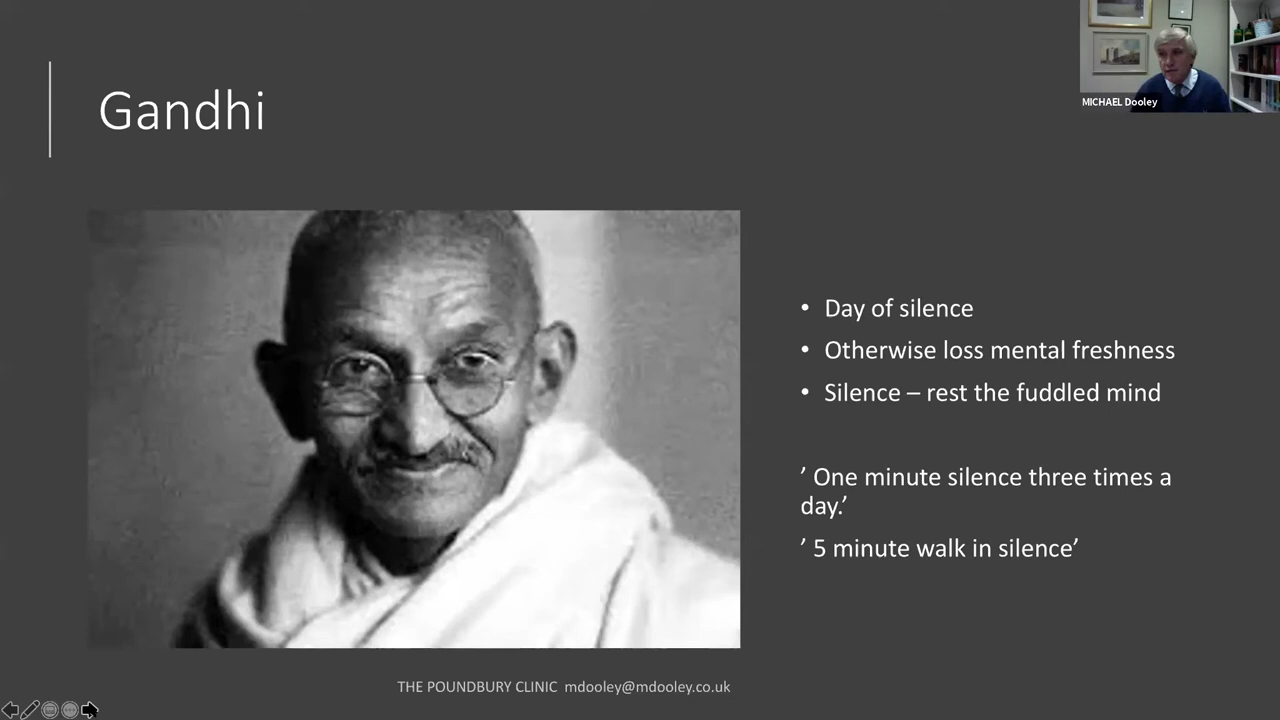 MICHAEL Dooley
Gandhi
• Day of silence
• Otherwise loss mental freshness
• Silence – rest the fuddled mind
’ One minute silence three times a
day.’
’ 5 minute walk in silence’
THE POUNDBURY CLINIC mdooley@mdooley.co.uk